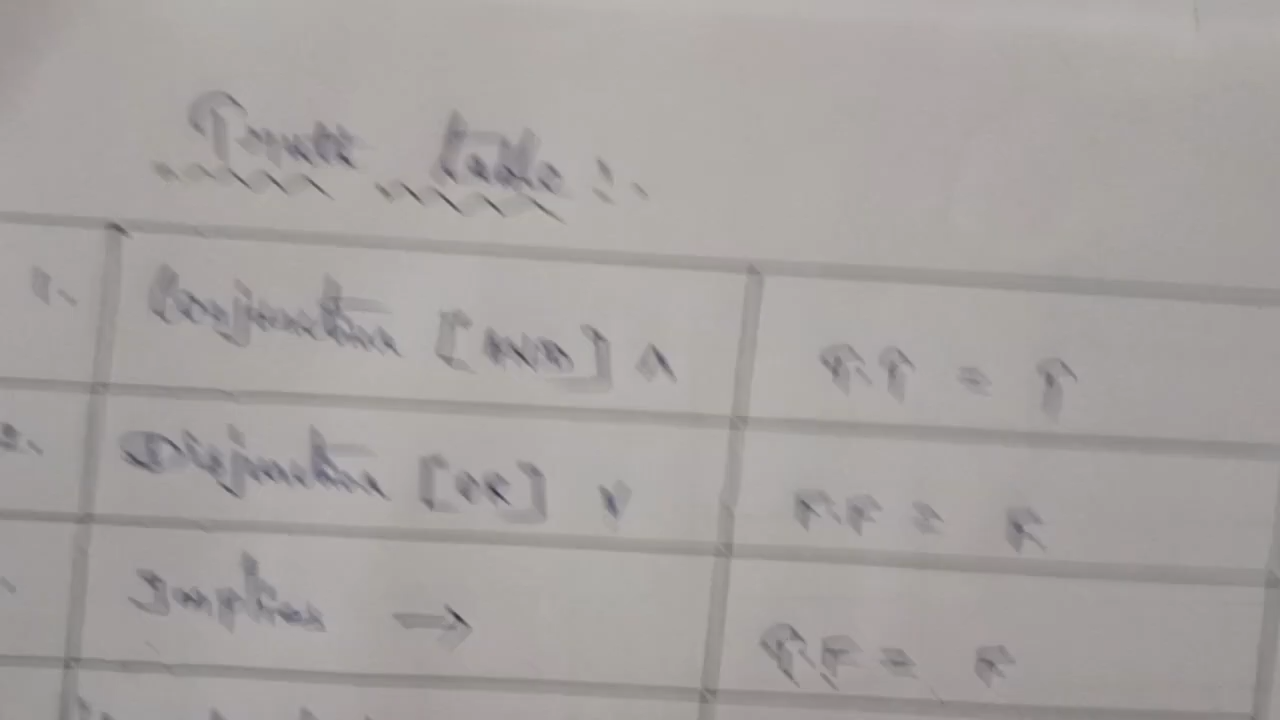 Truth table :-
1. Conjunction [AND] ∧ T.T = T
2. Disjunction [OR] ∨ F.F = F
Implies → T.F = F